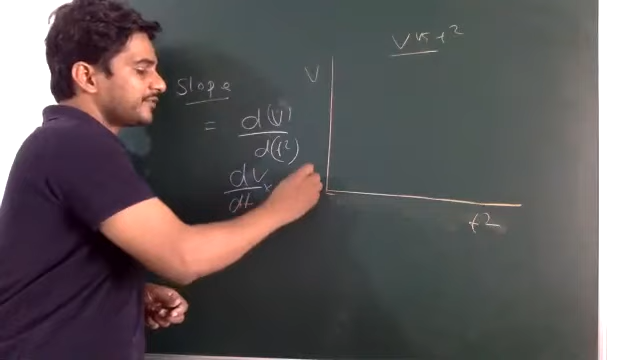 V vs t²
V
Slope
= d(V)
d(t²)
dV
dt ×
t²